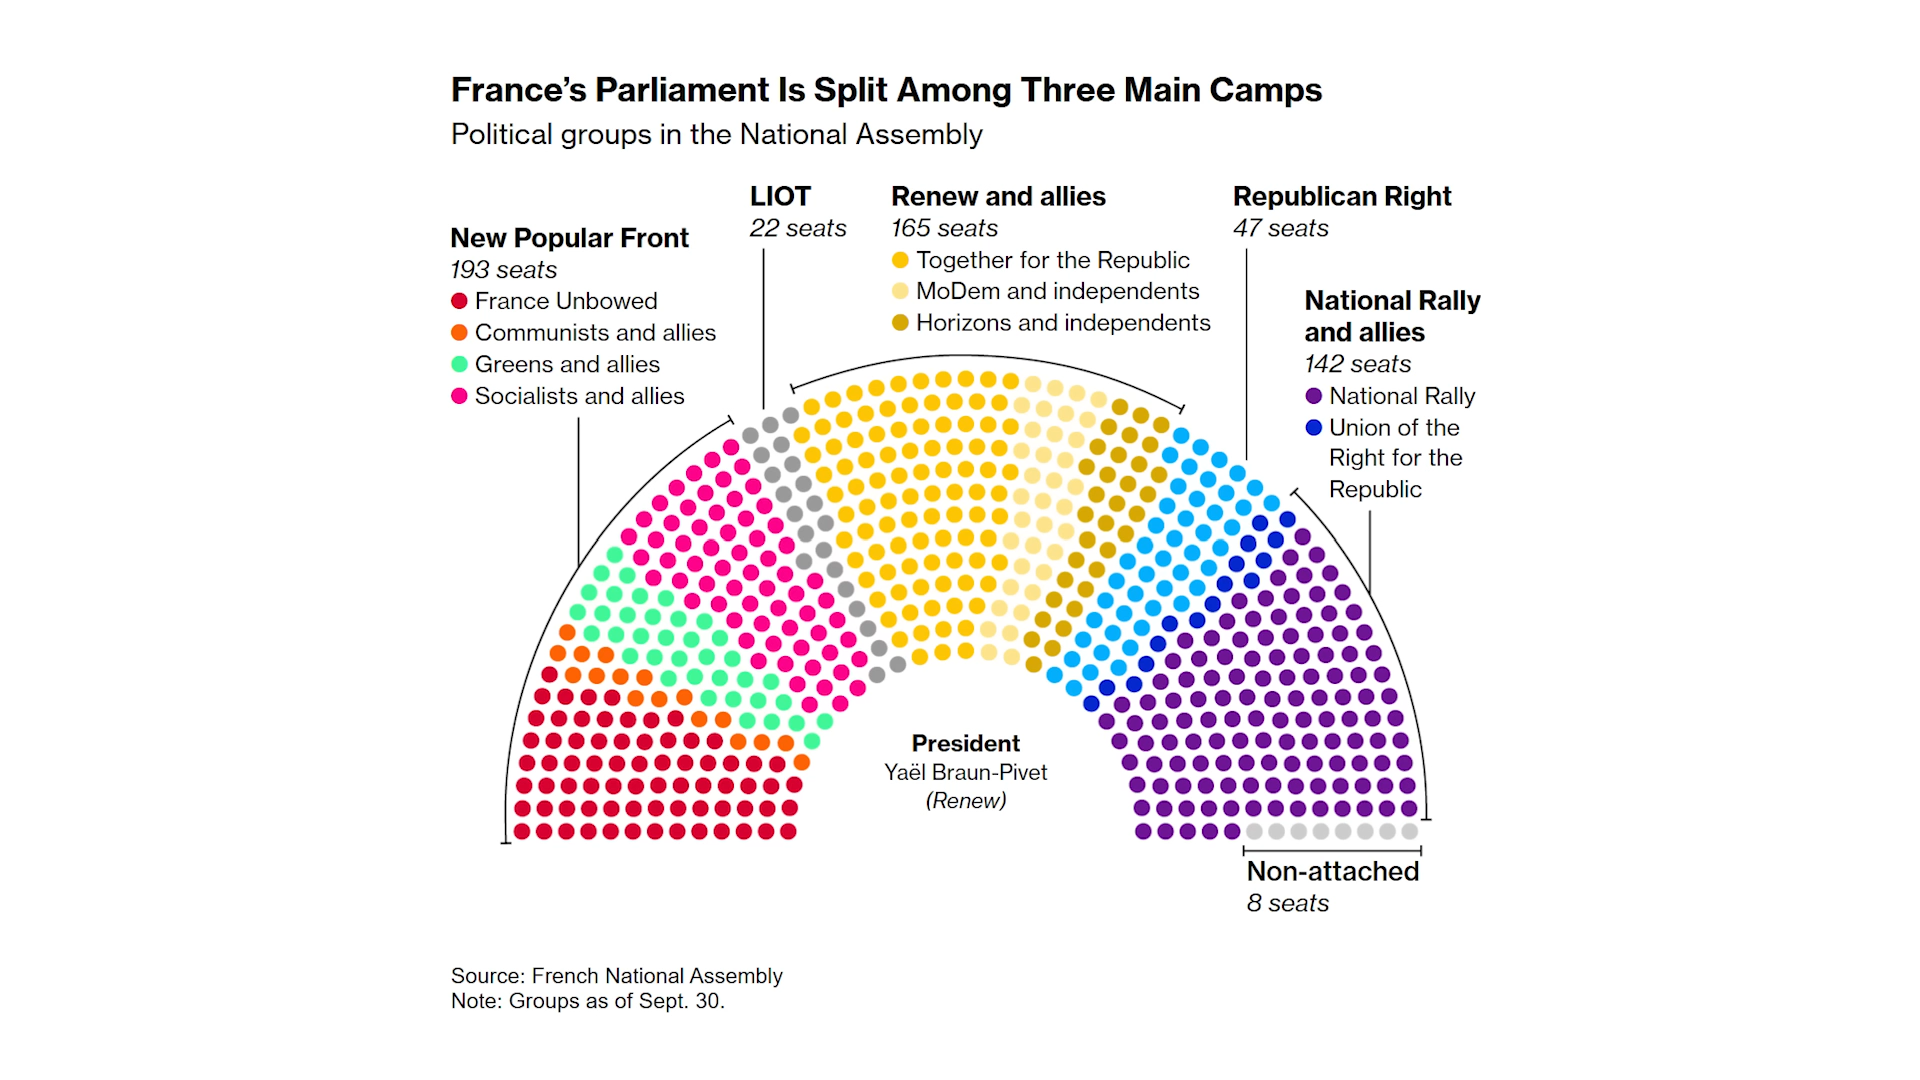 France’s Parliament Is Split Among Three Main Camps
Political groups in the National Assembly
New Popular Front
193 seats
France Unbowed
Communists and allies
Greens and allies
Socialists and allies
LIOT
22 seats
Renew and allies
165 seats
Together for the Republic
MoDem and independents
Horizons and independents
Republican Right
47 seats
National Rally
and allies
142 seats
National Rally
Union of the
Right for the
Republic
President
Yaël Braun-Pivet
(Renew)
Non-attached
8 seats
Source: French National Assembly
Note: Groups as of Sept. 30.